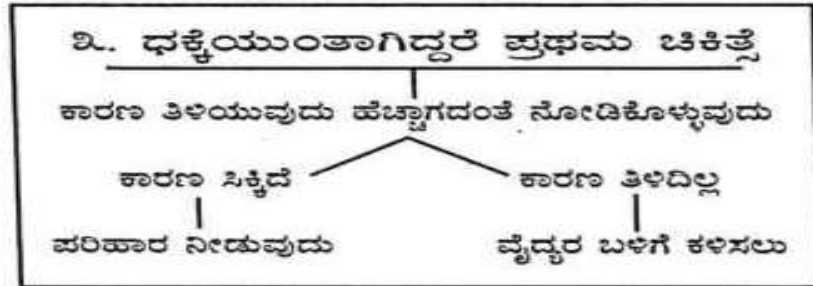 ೩. ಧಕ್ಕೆಯುಂತಾಗಿದ್ದರೆ ಪ್ರಥಮ ಚಿಕಿತ್ಸೆ
ಕಾರಣ ತಿಳಿಯುವುದು ಹೆಚ್ಚಾಗದಂತೆ ನೋಡಿಕೊಳ್ಳುವುದು
ಕಾರಣ ಸಿಕ್ಕಿದೆ ಕಾರಣ ತಿಳಿದಿಲ್ಲ
ಪರಿಹಾರ ನೀಡುವುದು ವೈದ್ಯರ ಬಳಿಗೆ ಕಳಿಸಲು